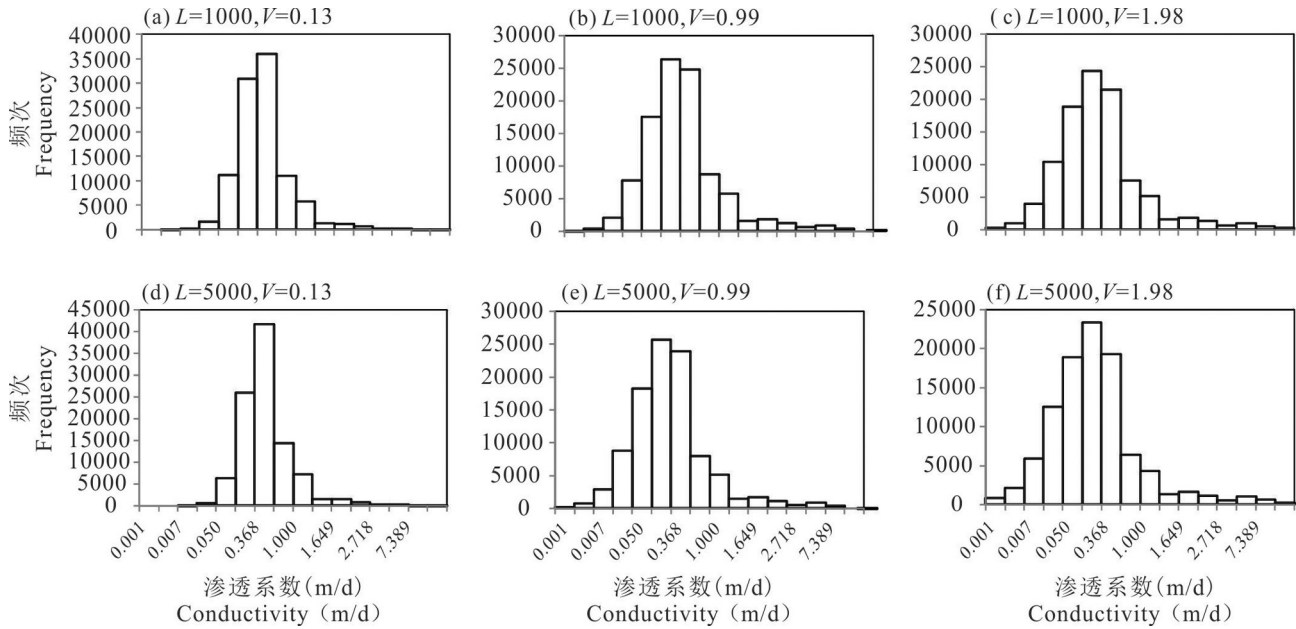 (a) L=1000,V=0.13
40000
35000
30000
25000
20000
15000
10000
5000
0
频次
Frequency
(b) L=1000,V=0.99
30000
25000
20000
15000
10000
5000
0
(c) L=1000,V=1.98
30000
25000
20000
15000
10000
5000
0
(d) L=5000,V=0.13
45000
40000
35000
30000
25000
20000
15000
10000
5000
0
频次
Frequency
0.001 0.007 0.050 0.368 1.000 1.649 2.718 7.389
渗透系数(m/d)
Conductivity (m/d)
(e) L=5000,V=0.99
30000
25000
20000
15000
10000
5000
0
0.001 0.007 0.050 0.368 1.000 1.649 2.718 7.389
渗透系数(m/d)
Conductivity (m/d)
(f) L=5000,V=1.98
25000
20000
15000
10000
5000
0
0.001 0.007 0.050 0.368 1.000 1.649 2.718 7.389
渗透系数(m/d)
Conductivity (m/d)